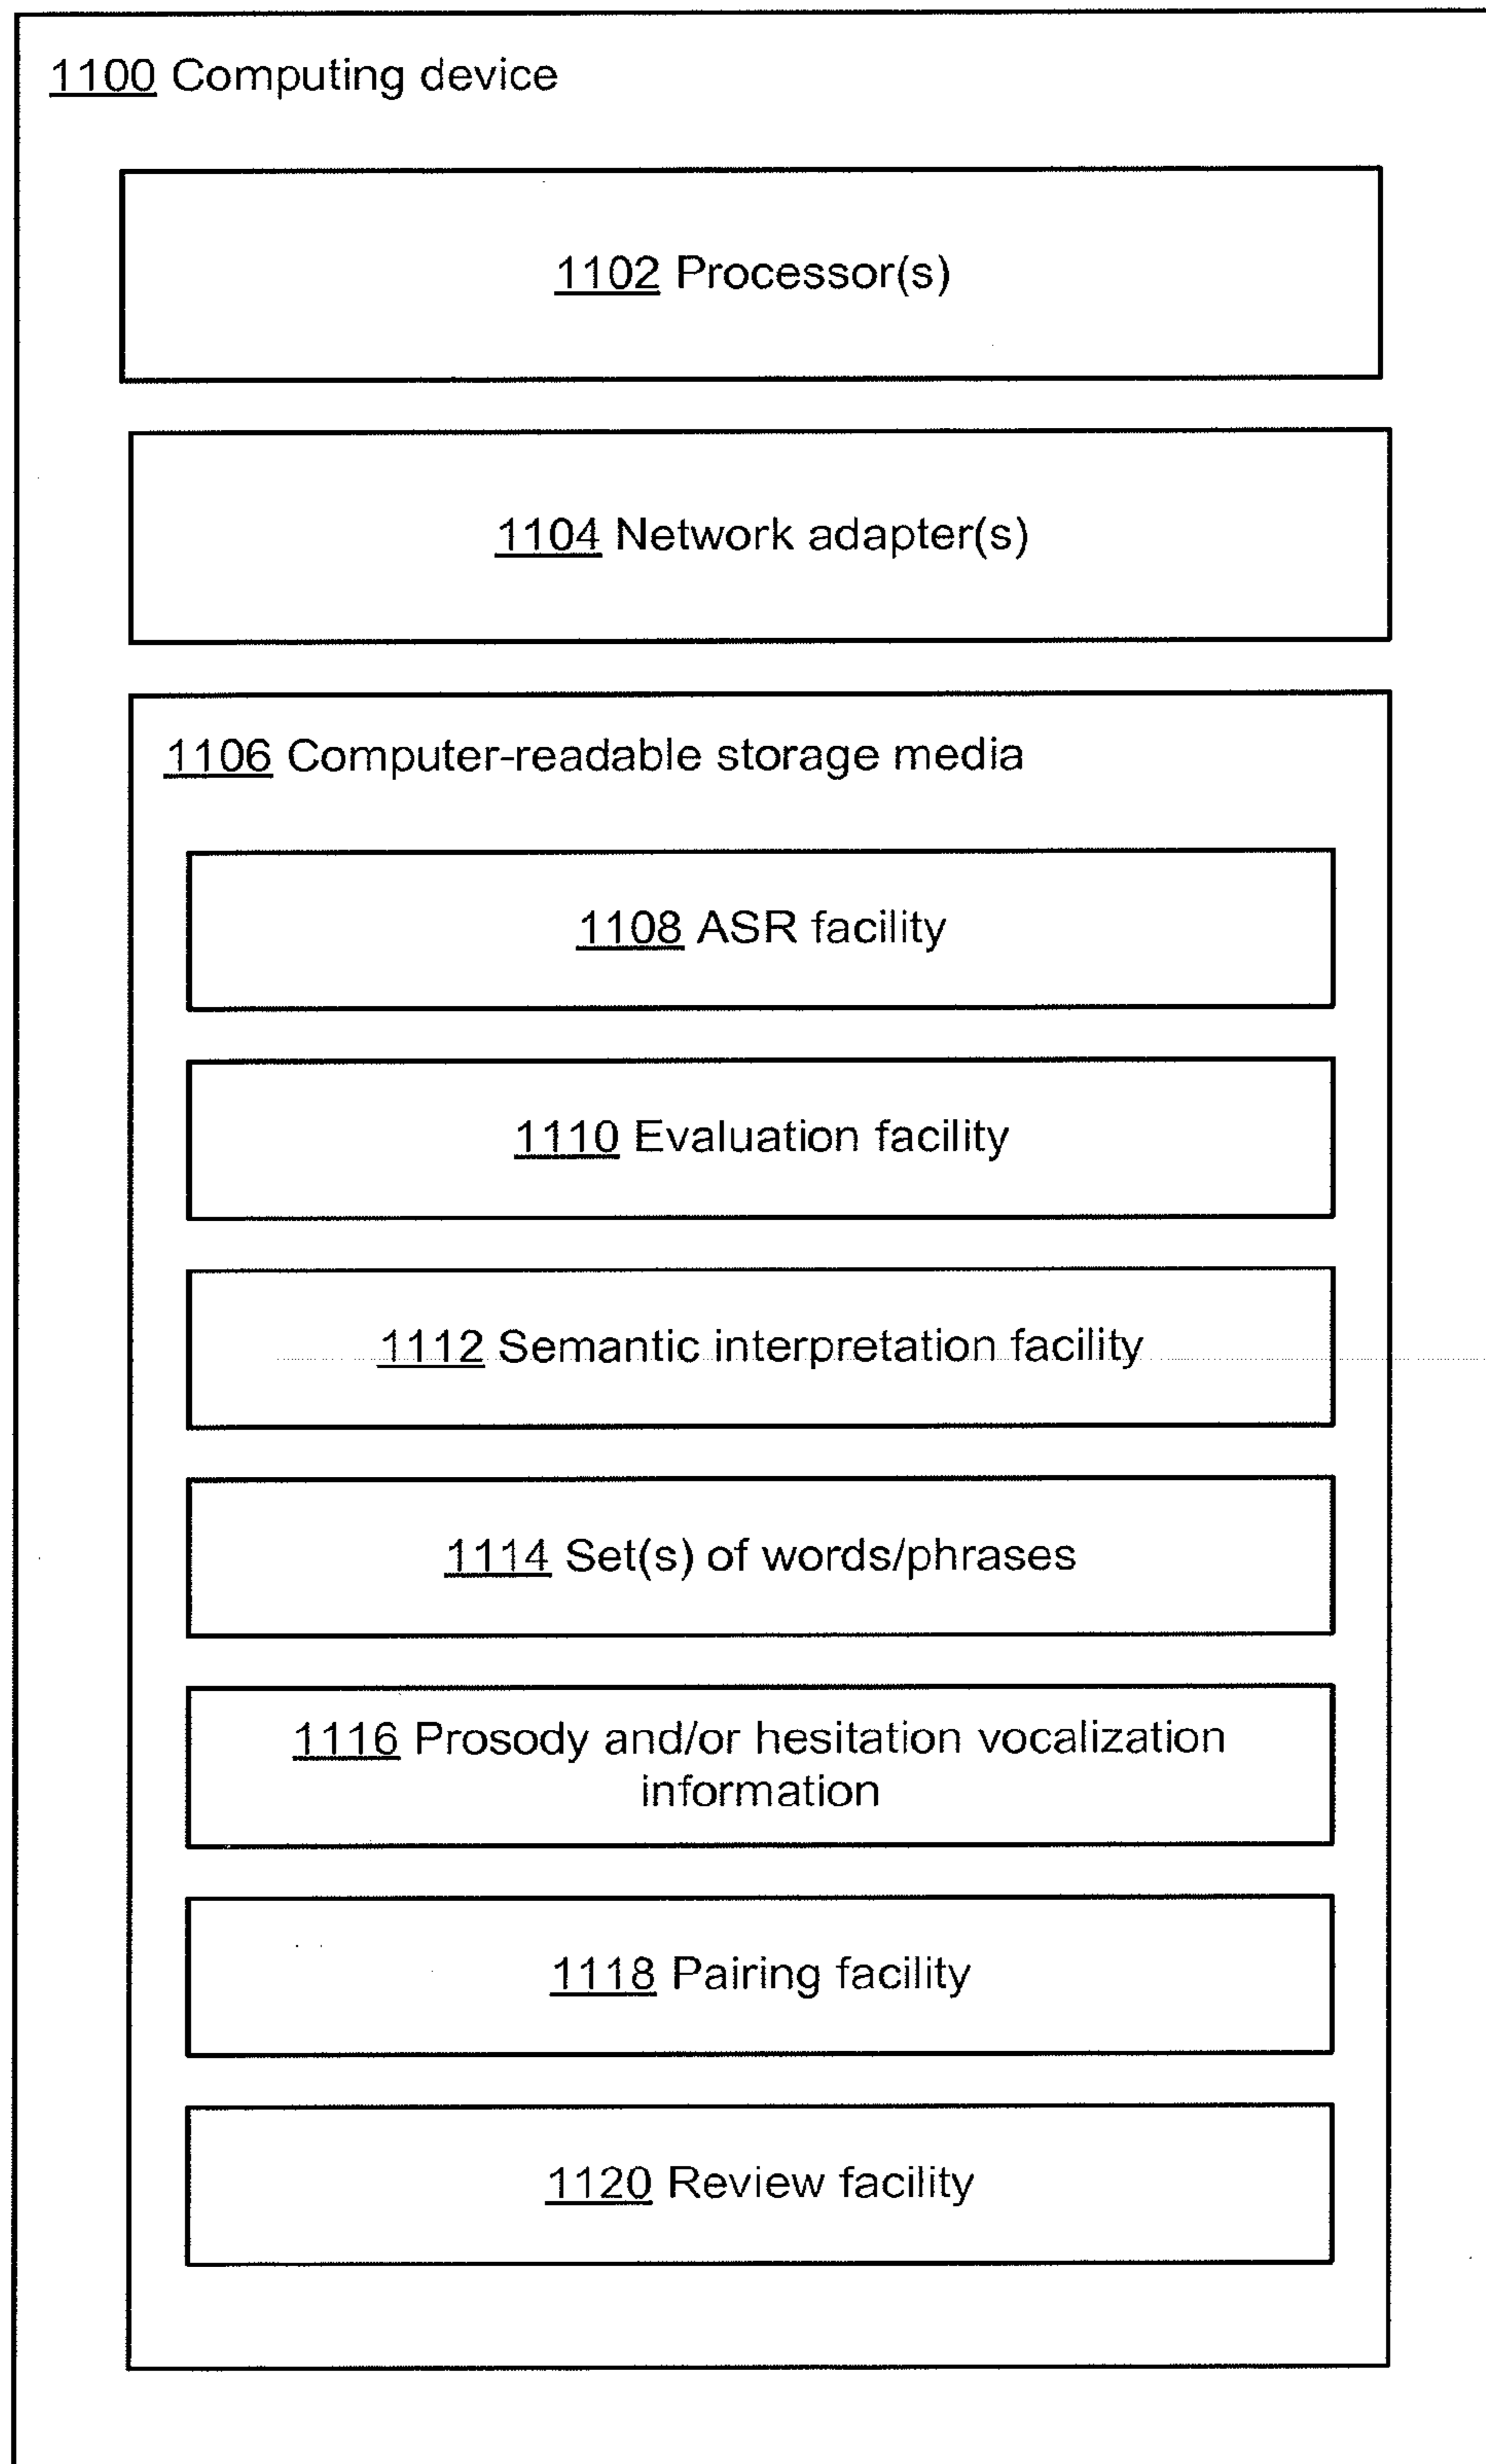 1100 Computing device
1102 Processor(s)
1104 Network adapter(s)
1106 Computer-readable storage media
1108 ASR facility
1110 Evaluation facility
1112 Semantic interpretation facility
1114 Set(s) of words/phrases
1116 Prosody and/or hesitation vocalization
information
1118 Pairing facility
1120 Review facility